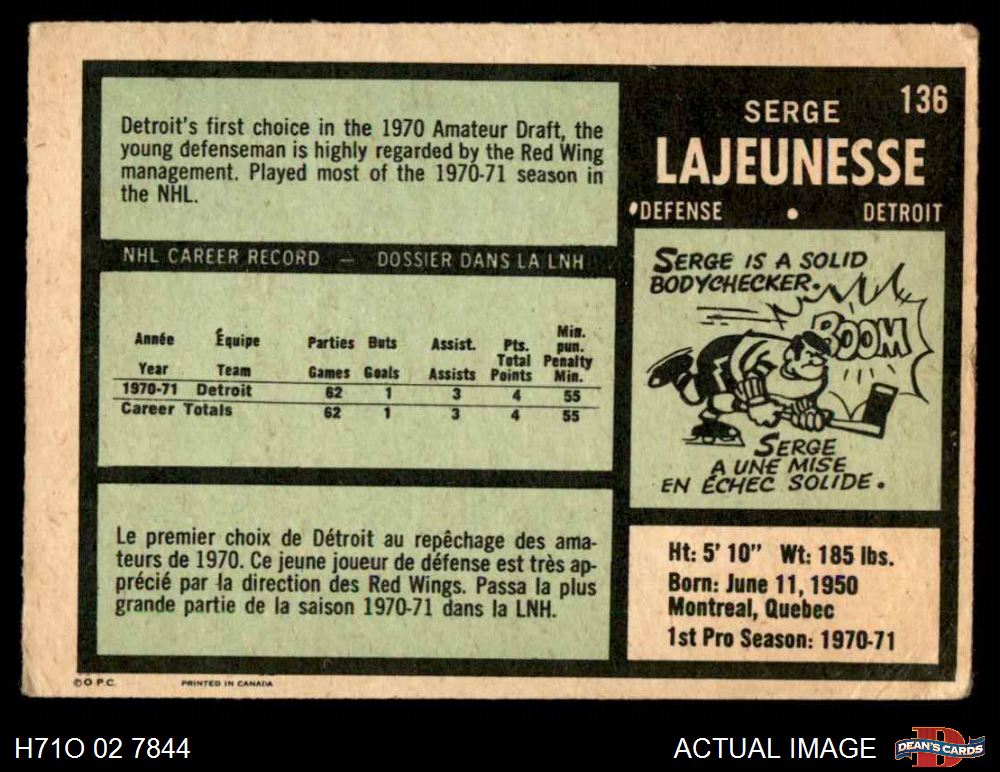 136
SERGE
LAJEUNESSE
DEFENSE • DETROIT
Detroit's first choice in the 1970 Amateur Draft, the
young defenseman is highly regarded by the Red Wing
management. Played most of the 1970-71 season in
the NHL.
NHL CAREER RECORD — DOSSIER DANS LA LNH
Année Équipe Parties Buts Assist. Pts. Min. pun.
Year Team Games Goals Assists Total Points Penalty Min.
1970-71 Detroit 62 1 3 4 55
Career Totals 62 1 3 4 55
Le premier choix de Détroit au repêchage des ama-
teurs de 1970. Ce jeune joueur de défense est très ap-
précié par la direction des Red Wings. Passa la plus
grande partie de la saison 1970-71 dans la LNH.
SERGE IS A SOLID
BODYCHECKER.
BOOM
SERGE
A UNE MISE
EN ÉCHEC SOLIDE.
Ht: 5' 10" Wt: 185 lbs.
Born: June 11, 1950
Montreal, Quebec
1st Pro Season: 1970-71
© O.P.C. PRINTED IN CANADA
H71O 02 7844
ACTUAL IMAGE
DEAN'S CARDS